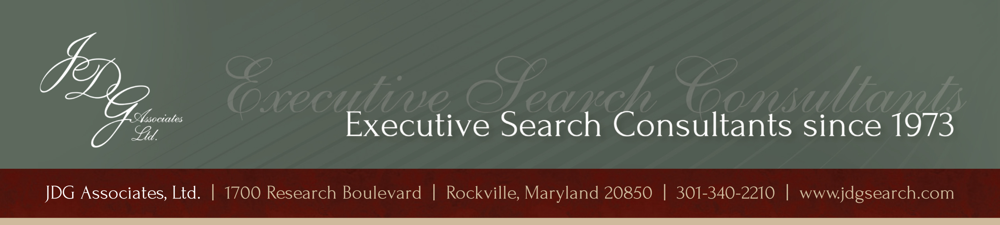 JDG
Associates
Ltd.
Executive Search Consultants
Executive Search Consultants since 1973
JDG Associates, Ltd. | 1700 Research Boulevard | Rockville, Maryland 20850 | 301-340-2210 | www.jdgsearch.com